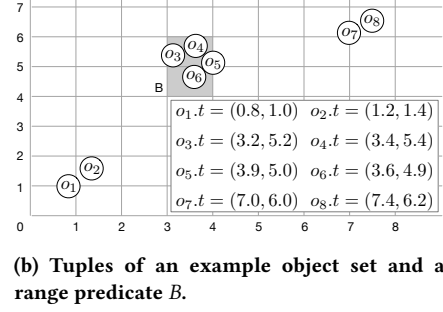 7
6
5
4
3
2
1
0
1 2 3 4 5 6 7 8
B
o₁
o₂
o₃
o₄
o₅
o₆
o₇
o₈
o₁.t = (0.8, 1.0) o₂.t = (1.2, 1.4)
o₃.t = (3.2, 5.2) o₄.t = (3.4, 5.4)
o₅.t = (3.9, 5.0) o₆.t = (3.6, 4.9)
o₇.t = (7.0, 6.0) o₈.t = (7.4, 6.2)
(b) Tuples of an example object set and a
range predicate B.